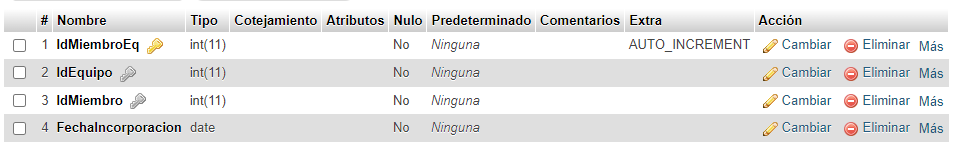 # Nombre Tipo Cotejamiento Atributos Nulo Predeterminado Comentarios Extra Acción
1 IdMiembroEq int(11) No Ninguna AUTO_INCREMENT Cambiar Eliminar Más
2 IdEquipo int(11) No Ninguna Cambiar Eliminar Más
3 IdMiembro int(11) No Ninguna Cambiar Eliminar Más
4 FechaIncorporacion date No Ninguna Cambiar Eliminar Más